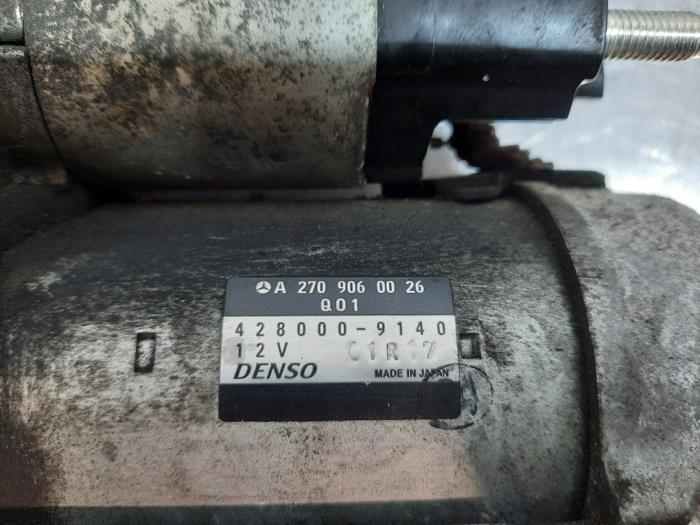 A 270 906 00 26
Q01
428000-9140
12V C1R17
DENSO MADE IN JAPAN